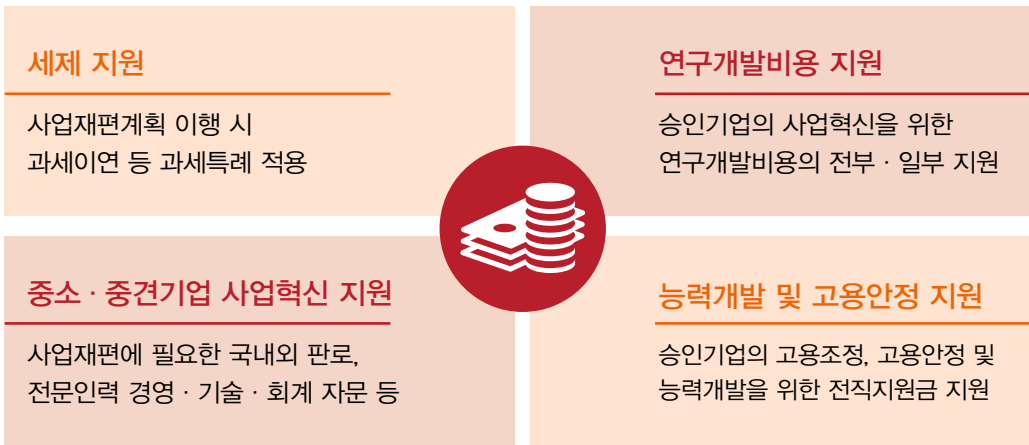 세제 지원
사업재편계획 이행 시
과세이연 등 과세특례 적용
연구개발비용 지원
승인기업의 사업혁신을 위한
연구개발비용의 전부 · 일부 지원
중소 · 중견기업 사업혁신 지원
사업재편에 필요한 국내외 판로,
전문인력 경영 · 기술 · 회계 자문 등
능력개발 및 고용안정 지원
승인기업의 고용조정, 고용안정 및
능력개발을 위한 전직지원금 지원